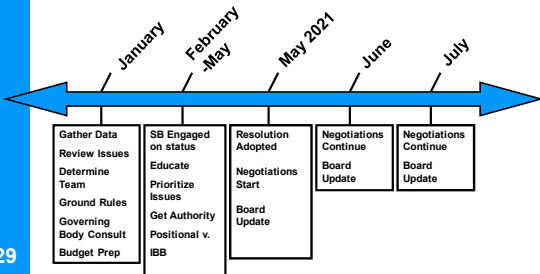 January
February
-May
May 2021
June
July
Gather Data
Review Issues
Determine
Team
Ground Rules
Governing
Body Consult
Budget Prep
SB Engaged
on status
Educate
Prioritize
Issues
Get Authority
Positional v.
IBB
Resolution
Adopted
Negotiations
Start
Board
Update
Negotiations
Continue
Board
Update
Negotiations
Continue
Board
Update
29